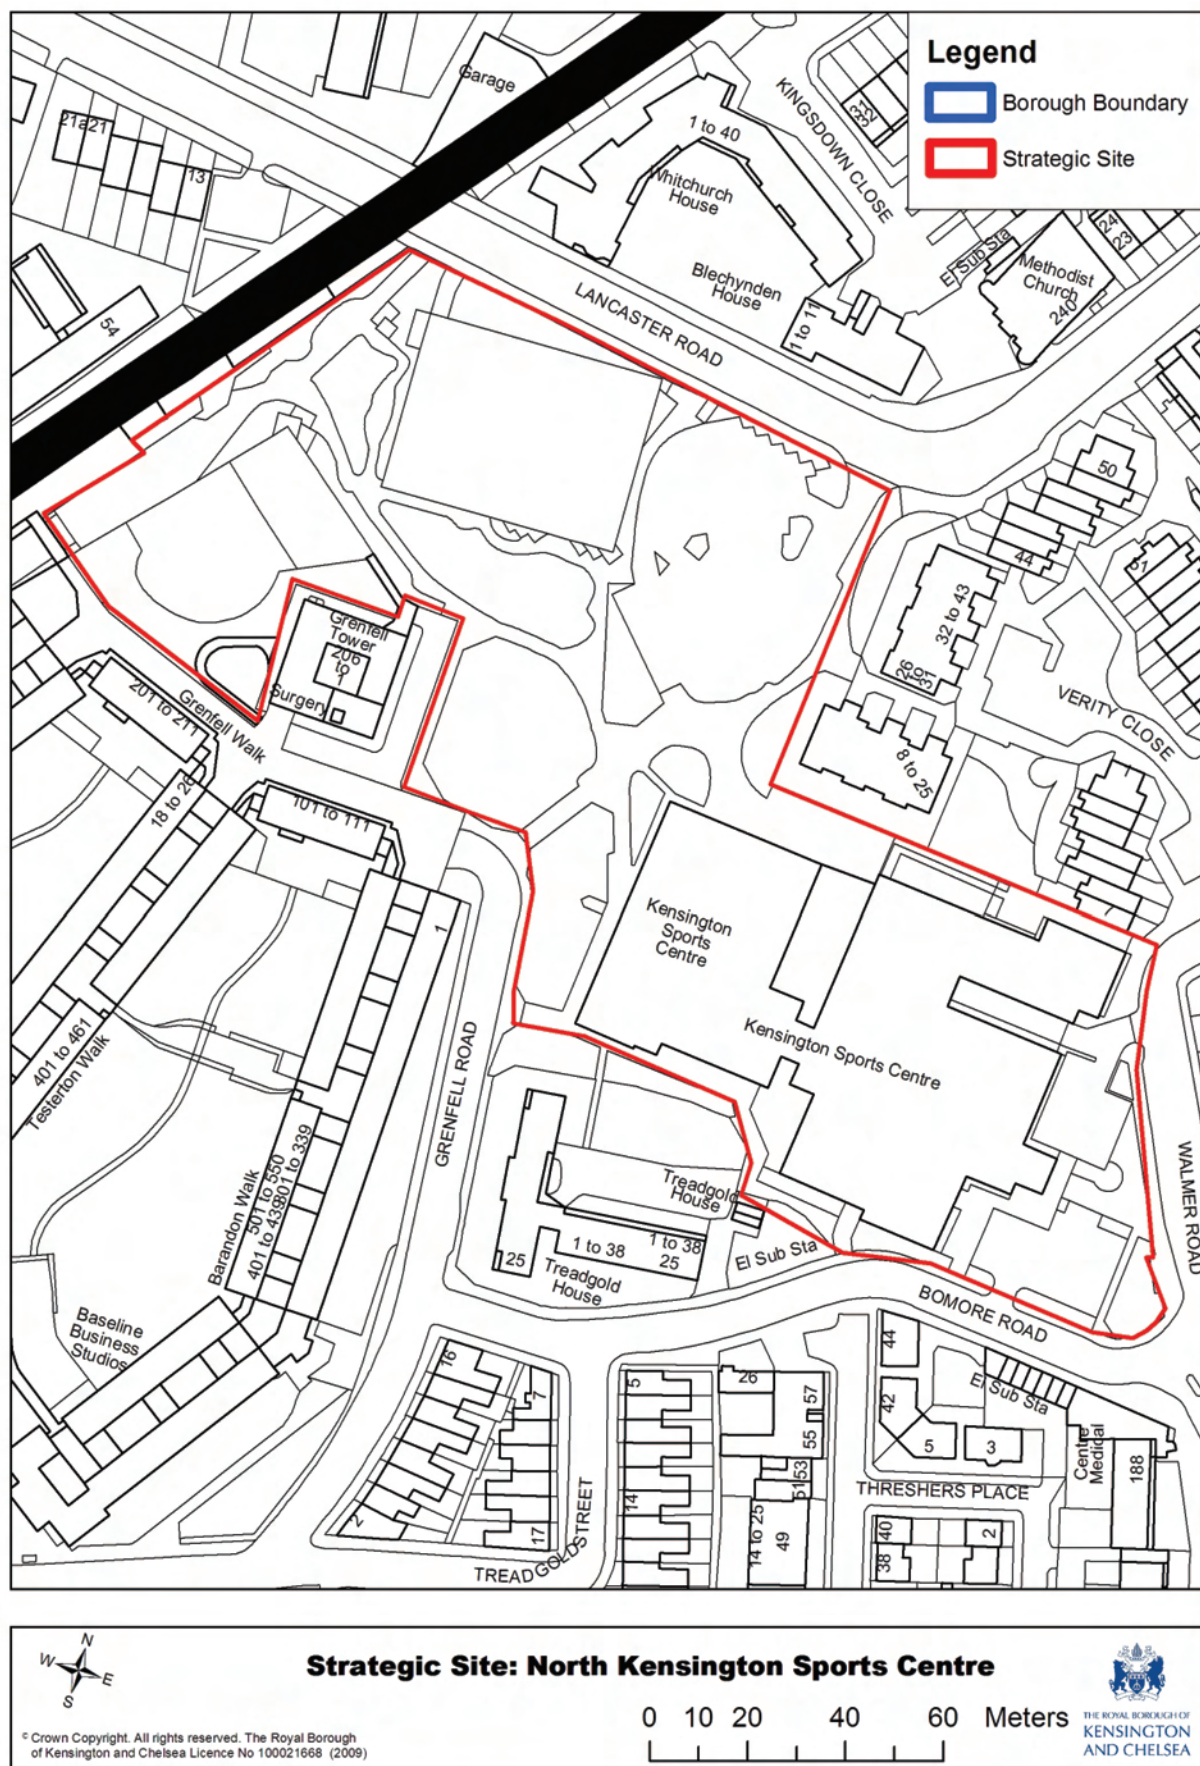 Legend
Borough Boundary
Strategic Site
Garage
21a
21
13
54
1 to 40
Whitchurch
House
Blechynden
House
1 to 11
KINGSDOWN CLOSE
El Sub Sta
Methodist
Church
240
24
23
LANCASTER ROAD
50
44
51
32 to 43
26
to
31
8 to 25
VERITY CLOSE
Grenfell
Tower
206
to
1
Surgery
Grenfell Walk
201 to 211
18 to 26
101 to 111
1
Kensington
Sports
Centre
Kensington Sports Centre
401 to 461
Testerton Walk
GRENFELL ROAD
Barandon Walk
501 to 550
401 to 439
301 to 339
Treadgold
House
1 to 38
1 to 38
25
25
Treadgold
House
El Sub Sta
WALMER ROAD
BOMORE ROAD
Baseline
Business
Studios
16
7
2
17
5
14
26
57
55
53
51
14 to 25
49
44
42
5
3
El Sub Sta
Centre
Medical
188
THRESHERS PLACE
40
38
2
TREADGOLD STREET
N
W
E
S
Strategic Site: North Kensington Sports Centre
0 10 20 40 60 Meters
© Crown Copyright. All rights reserved. The Royal Borough
of Kensington and Chelsea Licence No 100021668 (2009)
THE ROYAL BOROUGH OF
KENSINGTON
AND CHELSEA